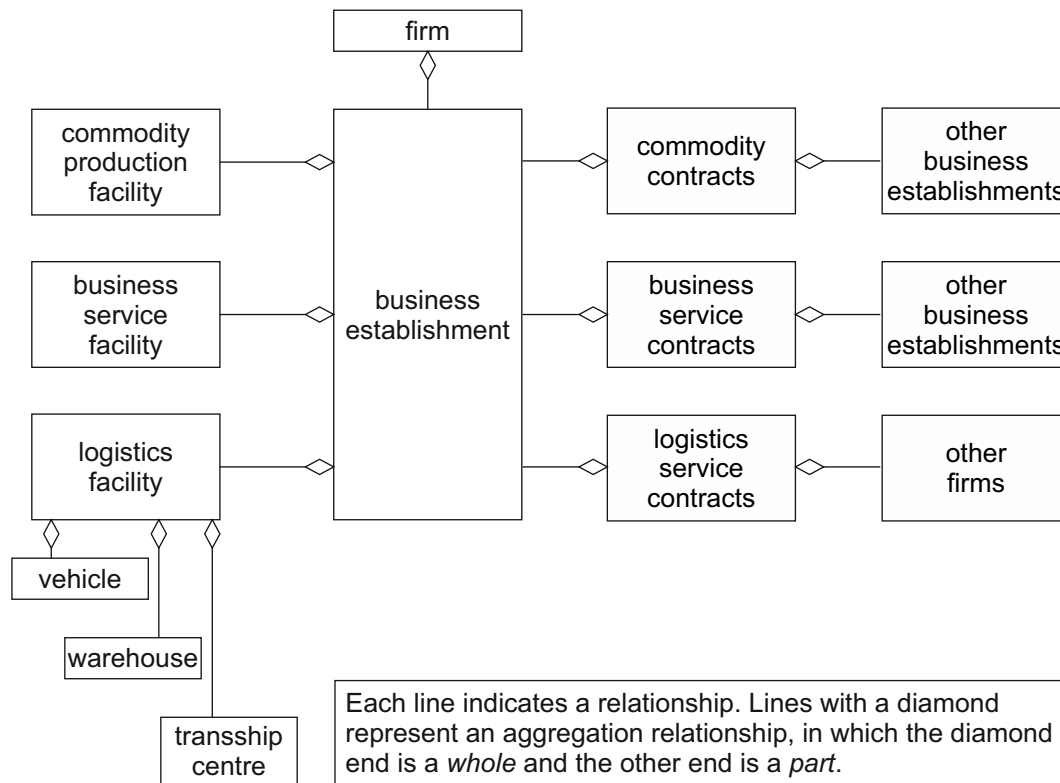 firm
commodity
production
facility
business
establishment
commodity
contracts
other
business
establishments
business
service
facility
business
service
contracts
other
business
establishments
logistics
facility
logistics
service
contracts
other
firms
vehicle
warehouse
transship
centre
Each line indicates a relationship. Lines with a diamond
represent an aggregation relationship, in which the diamond
end is a whole and the other end is a part.